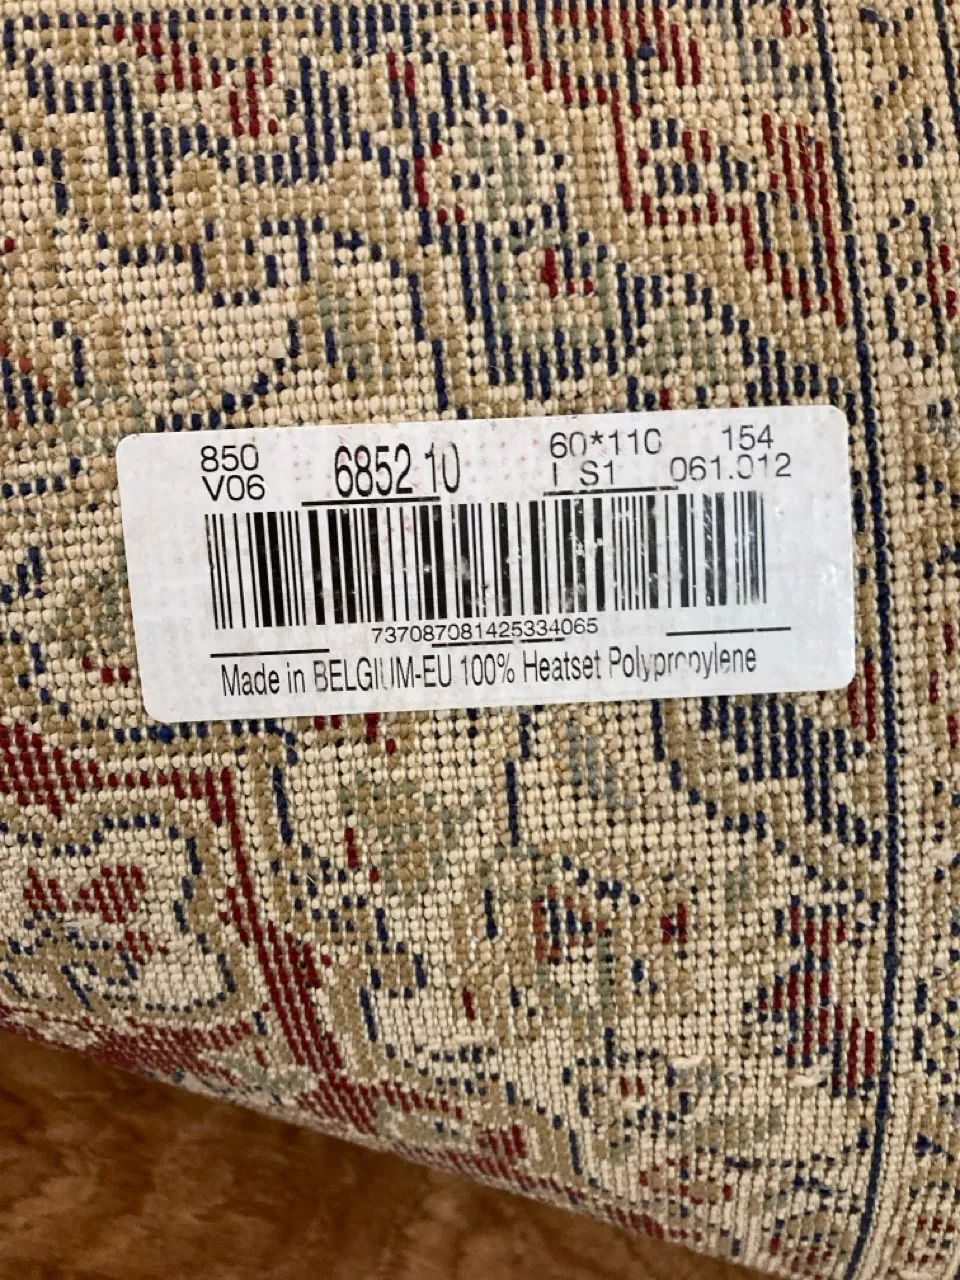 850 6852 10 60*110 154
V06 I S1 061.012
737087081425334065
Made in BELGIUM-EU 100% Heatset Polypropylene